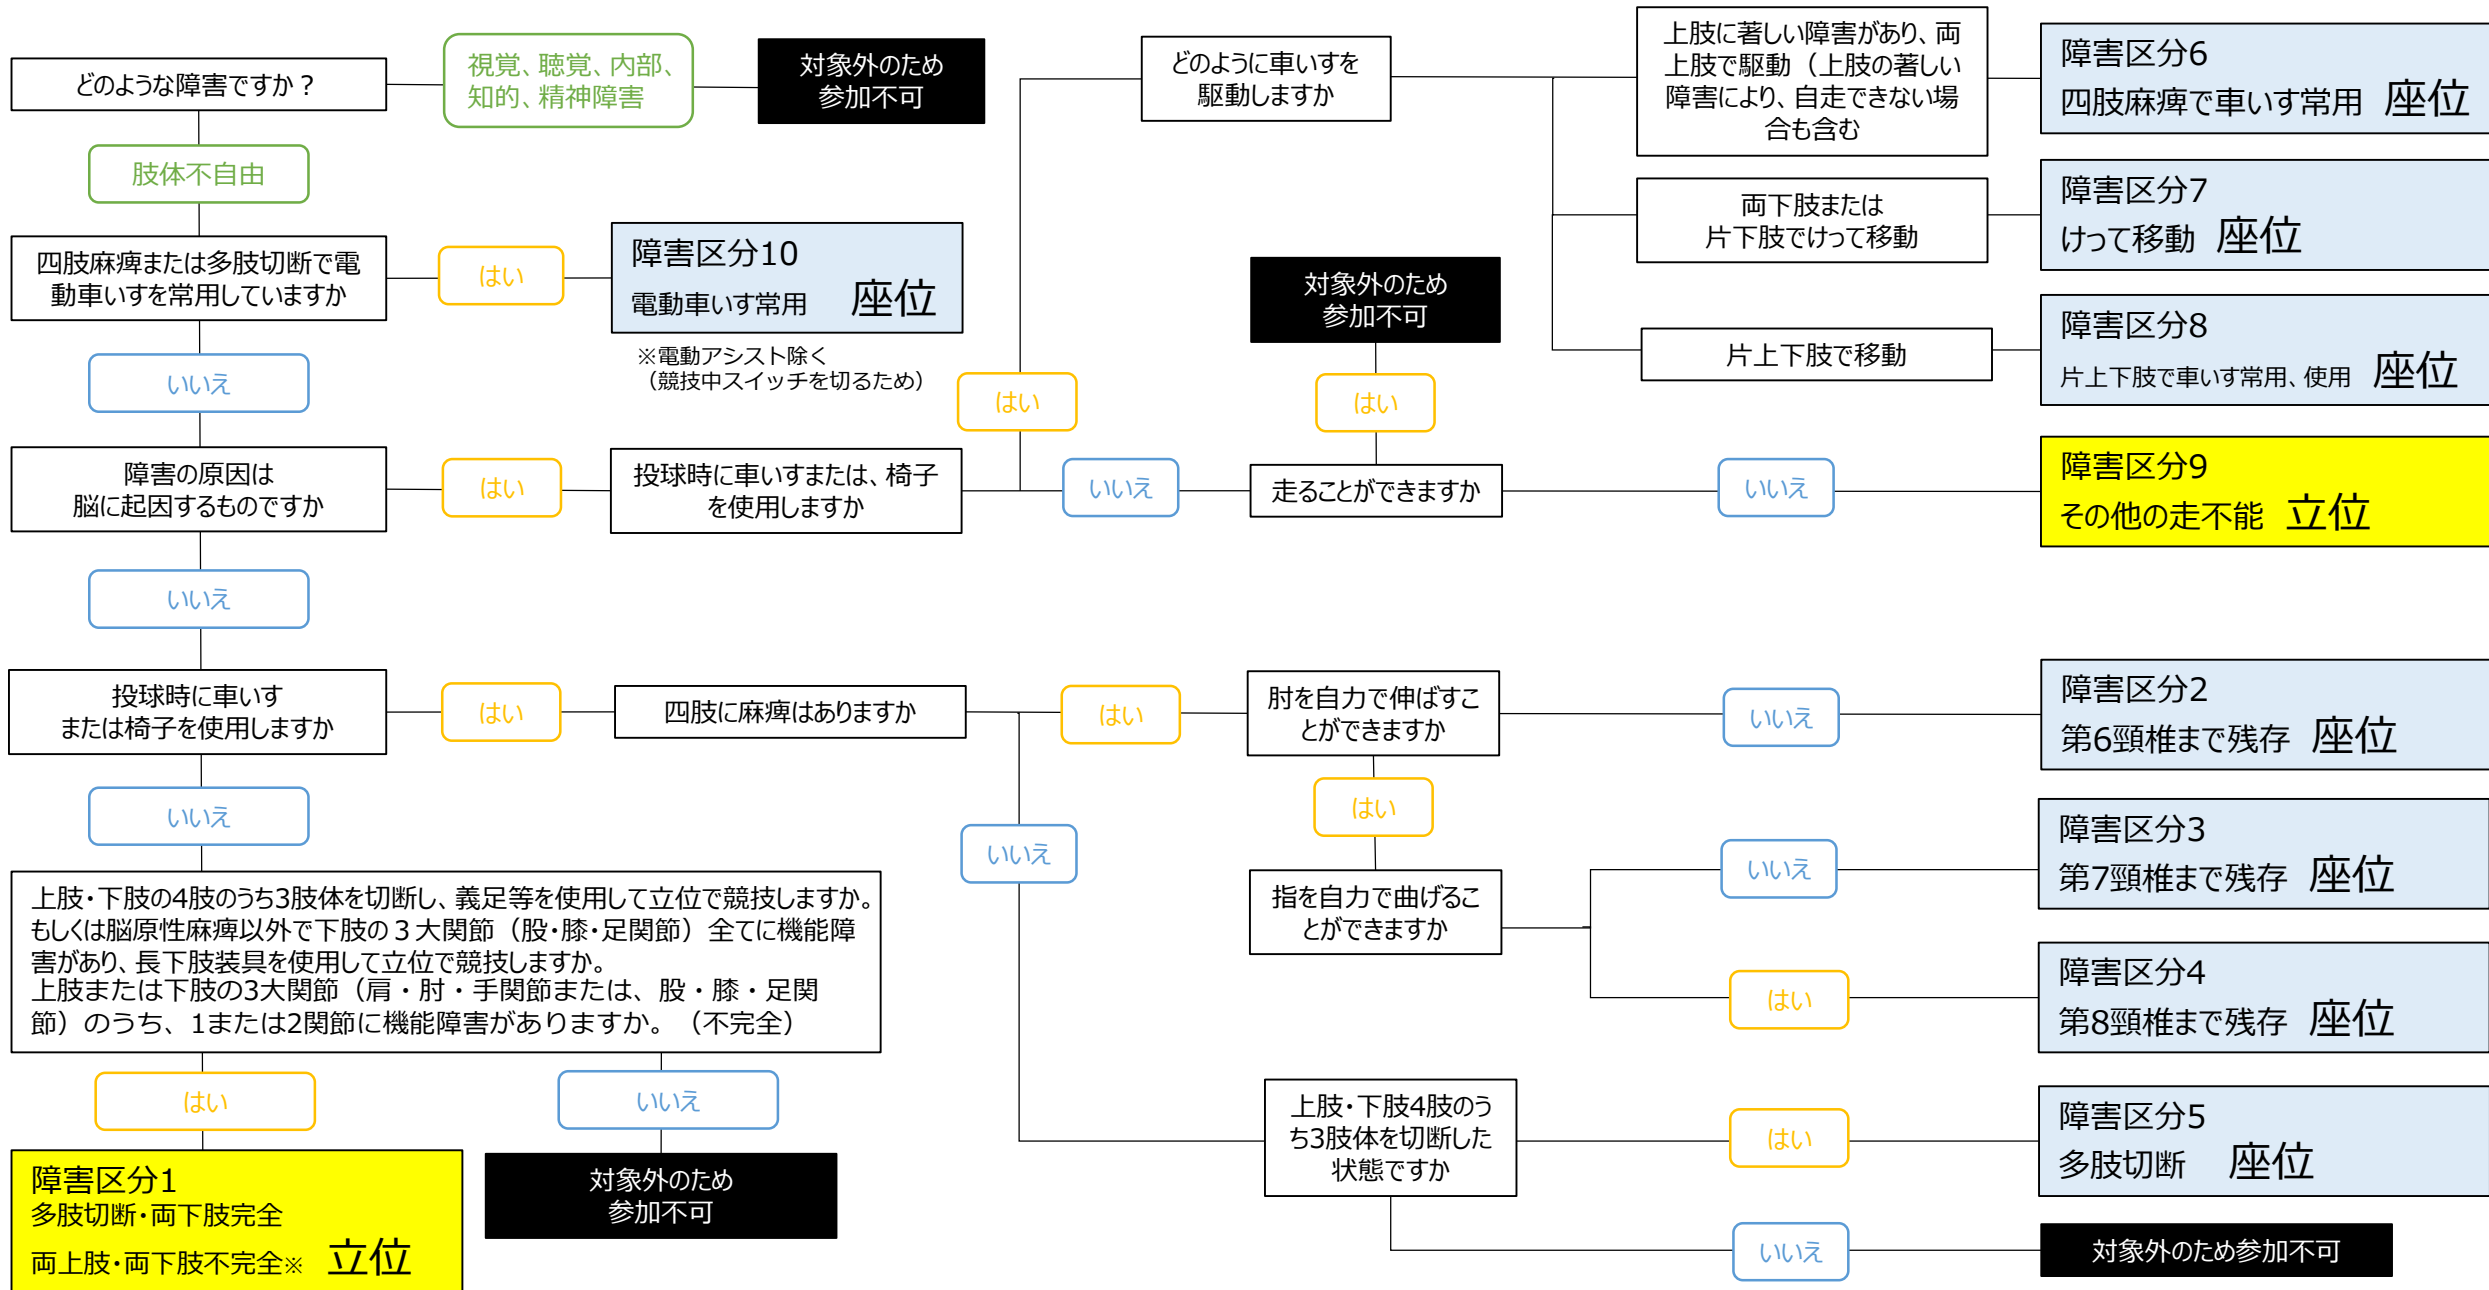 どのような障害ですか？
視覚、聴覚、内部、
知的、精神障害
対象外のため
参加不可
肢体不自由
四肢麻痺または多肢切断で電
動車いすを常用していますか
はい
障害区分10
電動車いす常用　座位
※電動アシスト除く
（競技中スイッチを切るため）
いいえ
障害の原因は
脳に起因するものですか
はい
投球時に車いすまたは、椅子
を使用しますか
はい
どのように車いすを
駆動しますか
上肢に著しい障害があり、両
上肢で駆動（上肢の著しい
障害により、自走できない場
合も含む
障害区分6
四肢麻痺で車いす常用　座位
両下肢または
片下肢でけって移動
障害区分7
けって移動　座位
片上下肢で移動
障害区分8
片上下肢で車いす常用、使用　座位
いいえ
走ることができますか
はい
対象外のため
参加不可
いいえ
障害区分9
その他の走不能　立位
いいえ
投球時に車いす
または椅子を使用しますか
はい
四肢に麻痺はありますか
はい
肘を自力で伸ばすこ
とができますか
いいえ
障害区分2
第6頸椎まで残存　座位
はい
指を自力で曲げるこ
とができますか
いいえ
障害区分3
第7頸椎まで残存　座位
はい
障害区分4
第8頸椎まで残存　座位
いいえ
上肢・下肢4肢のう
ち3肢体を切断した
状態ですか
はい
障害区分5
多肢切断　座位
いいえ
対象外のため参加不可
いいえ
上肢・下肢の4肢のうち3肢体を切断し、義足等を使用して立位で競技しますか。
もしくは脳原性麻痺以外で下肢の３大関節（股・膝・足関節）全てに機能障
害があり、長下肢装具を使用して立位で競技しますか。
上肢または下肢の3大関節（肩・肘・手関節または、股・膝・足関
節）のうち、1または2関節に機能障害がありますか。（不完全）
はい
障害区分1
多肢切断・両下肢完全
両上肢・両下肢不完全※　立位
いいえ
対象外のため
参加不可